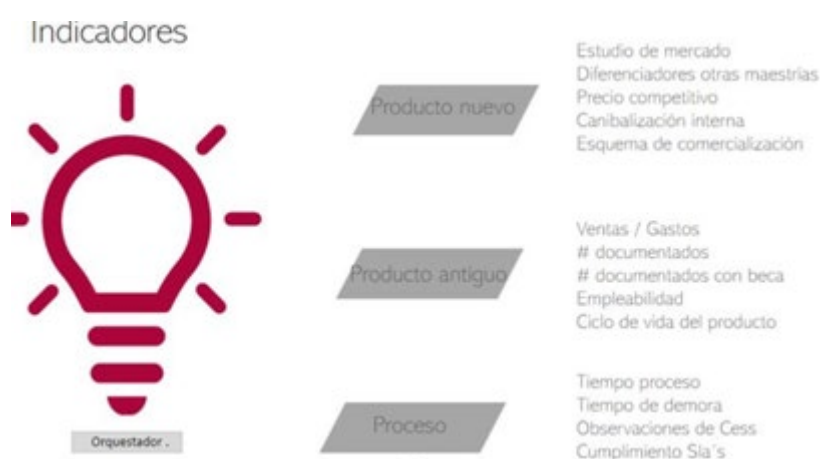 Indicadores
Producto nuevo
Estudio de mercado
Diferenciadores otras maestrias
Precio competitivo
Canibalización interna
Esquema de comercialización
Producto antiguo
Ventas / Gastos
# documentados
# documentados con beca
Empleabilidad
Ciclo de vida del producto
Proceso
Tiempo proceso
Tiempo de demora
Observaciones de Cess
Cumplimiento Sla´s
Orquestador .